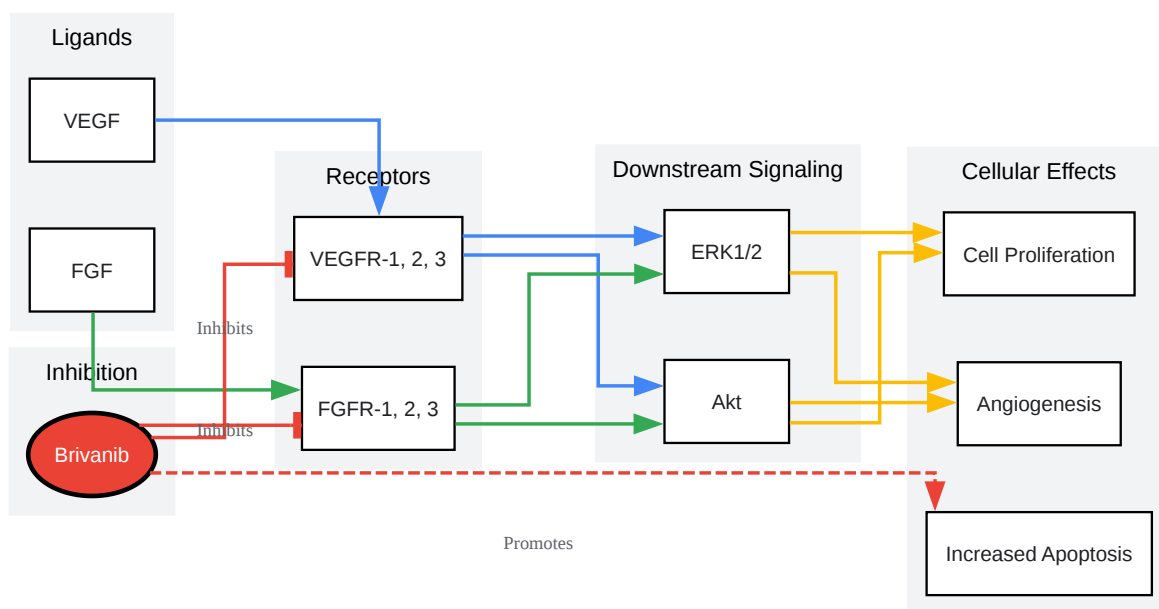 Ligands
VEGF
FGF
Inhibition
Brivanib
Inhibits
Inhibits
Receptors
VEGFR-1, 2, 3
FGFR-1, 2, 3
Downstream Signaling
ERK1/2
Akt
Cellular Effects
Cell Proliferation
Angiogenesis
Increased Apoptosis
Promotes